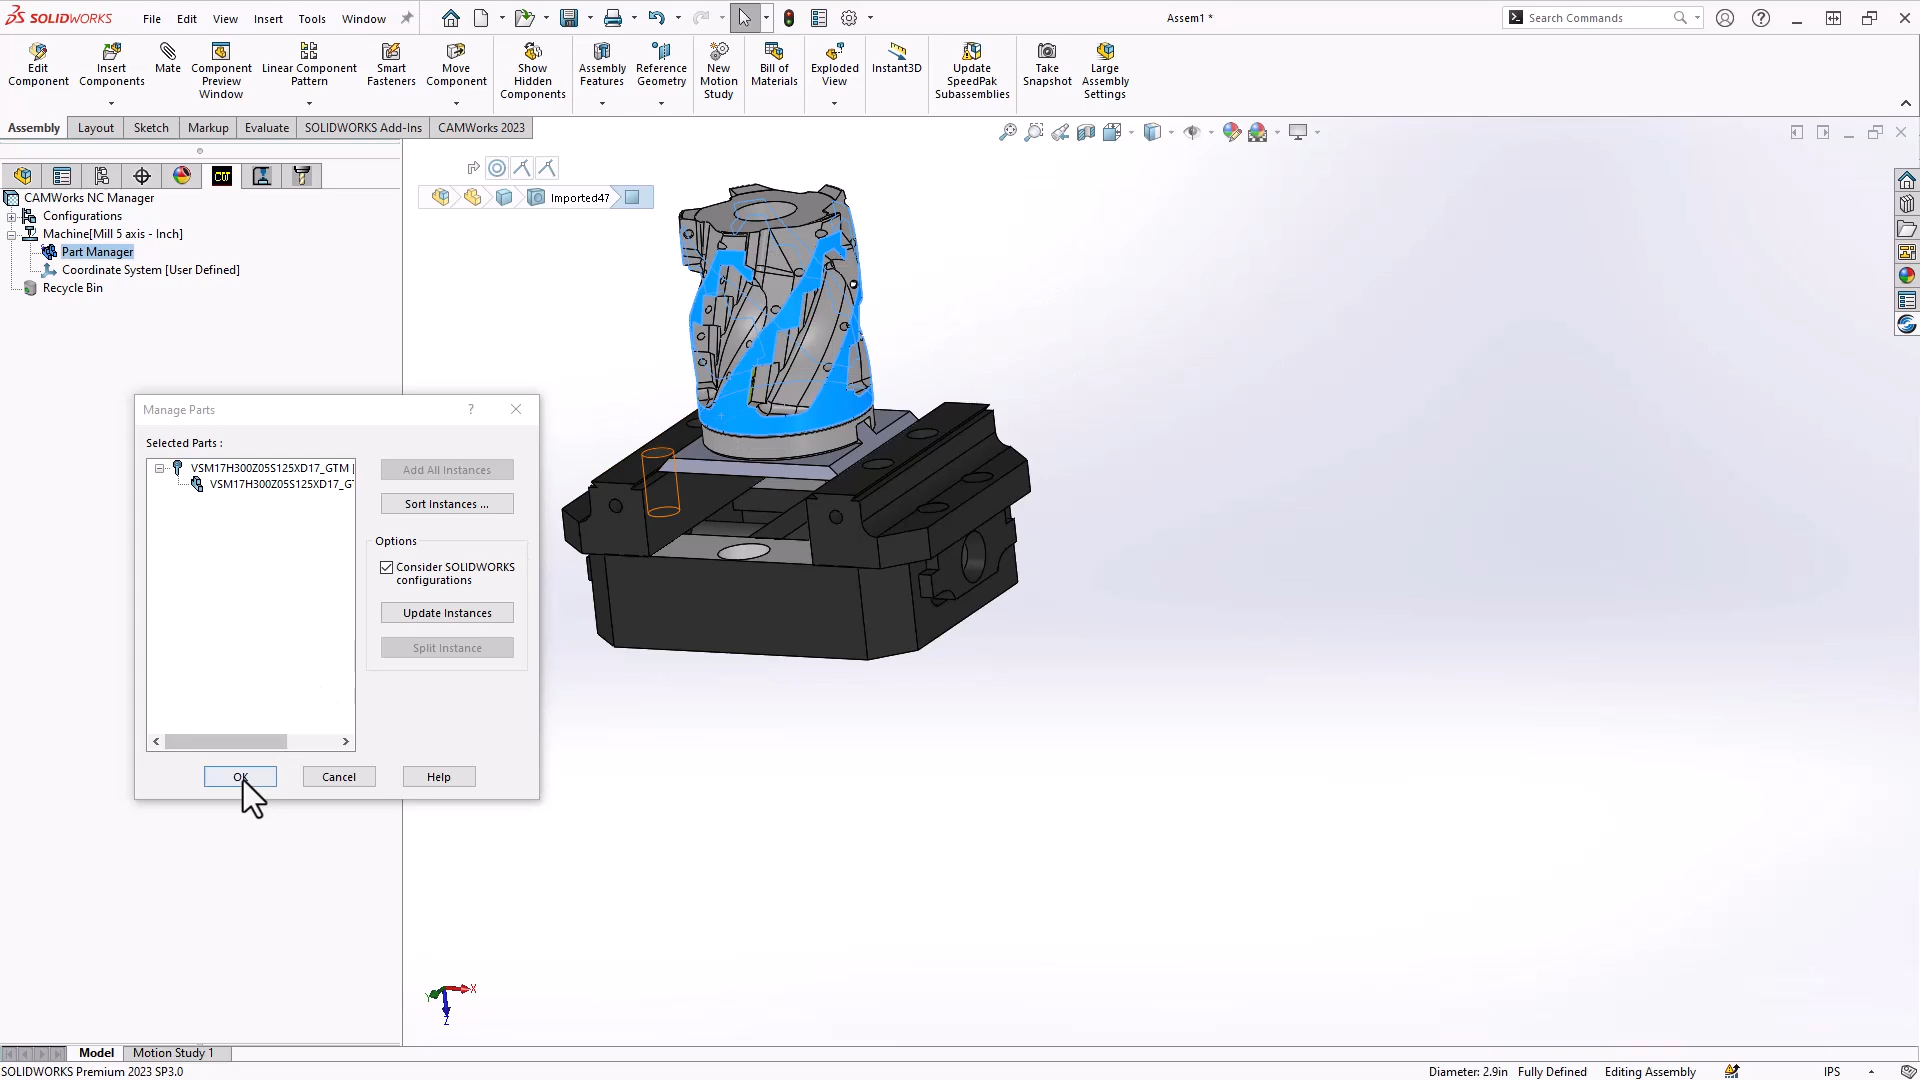 SOLIDWORKS
File
Edit
View
Insert
Tools
Window
Assem1 *
Search Commands
Edit
Component
Insert
Components
Mate
Component
Preview
Window
Linear Component
Pattern
Smart
Fasteners
Move
Component
Show
Hidden
Components
Assembly
Features
Reference
Geometry
New
Motion
Study
Bill of
Materials
Exploded
View
Instant3D
Update
SpeedPak
Subassemblies
Take
Snapshot
Large
Assembly
Settings
Assembly
Layout
Sketch
Markup
Evaluate
SOLIDWORKS Add-Ins
CAMWorks 2023
CW
CAMWorks NC Manager
Configurations
Machine[Mill 5 axis - Inch]
Part Manager
Coordinate System [User Defined]
Recycle Bin
Imported47
Manage Parts
?
Selected Parts :
VSM17H300Z05S125XD17_GTM |
VSM17H300Z05S125XD17_GT
Add All Instances
Sort Instances ...
Options
Consider SOLIDWORKS
configurations
Update Instances
Split Instance
OK
Cancel
Help
Y
X
Z
Model
Motion Study 1
SOLIDWORKS Premium 2023 SP3.0
Diameter: 2.9in
Fully Defined
Editing Assembly
IPS